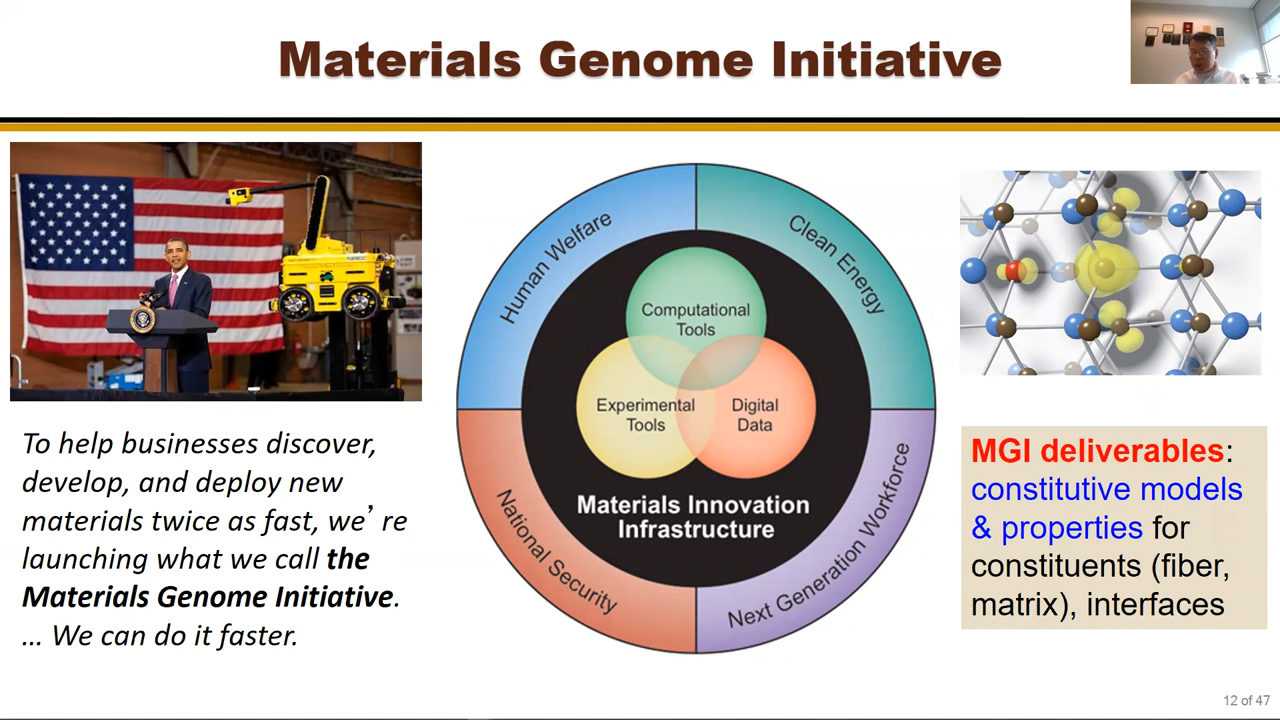 Materials Genome Initiative
To help businesses discover,
develop, and deploy new
materials twice as fast, we’re
launching what we call the
Materials Genome Initiative.
… We can do it faster.
Human Welfare
Clean Energy
Computational
Tools
Experimental
Tools
Digital
Data
Materials Innovation
Infrastructure
National Security
Next Generation Workforce
MGI deliverables:
constitutive models
& properties for
constituents (fiber,
matrix), interfaces
12 of 47